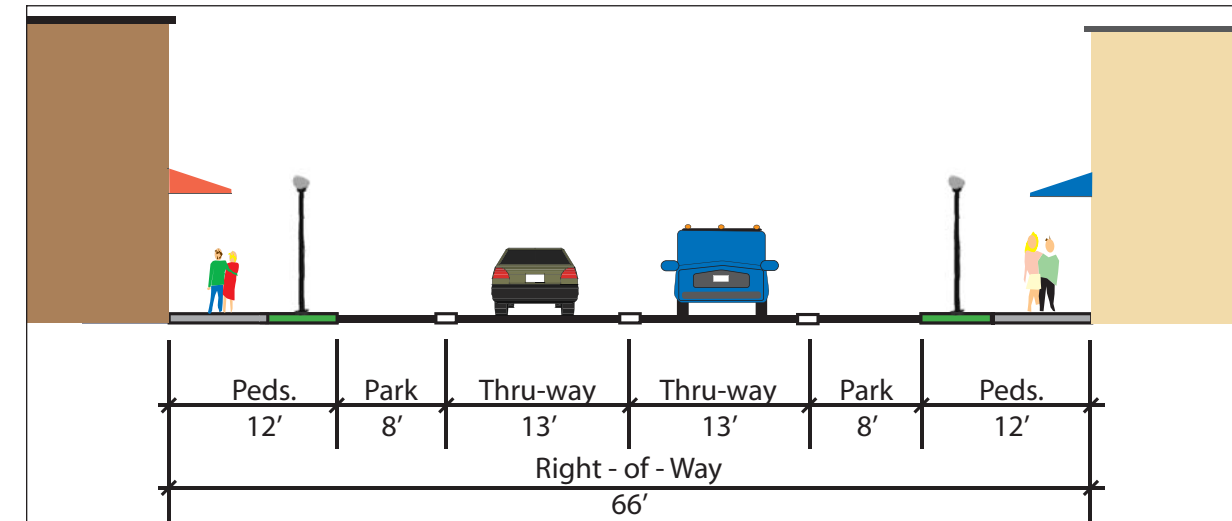 Peds. Park Thru-way Thru-way Park Peds.
12’ 8’ 13’ 13’ 8’ 12’
Right - of - Way
66’